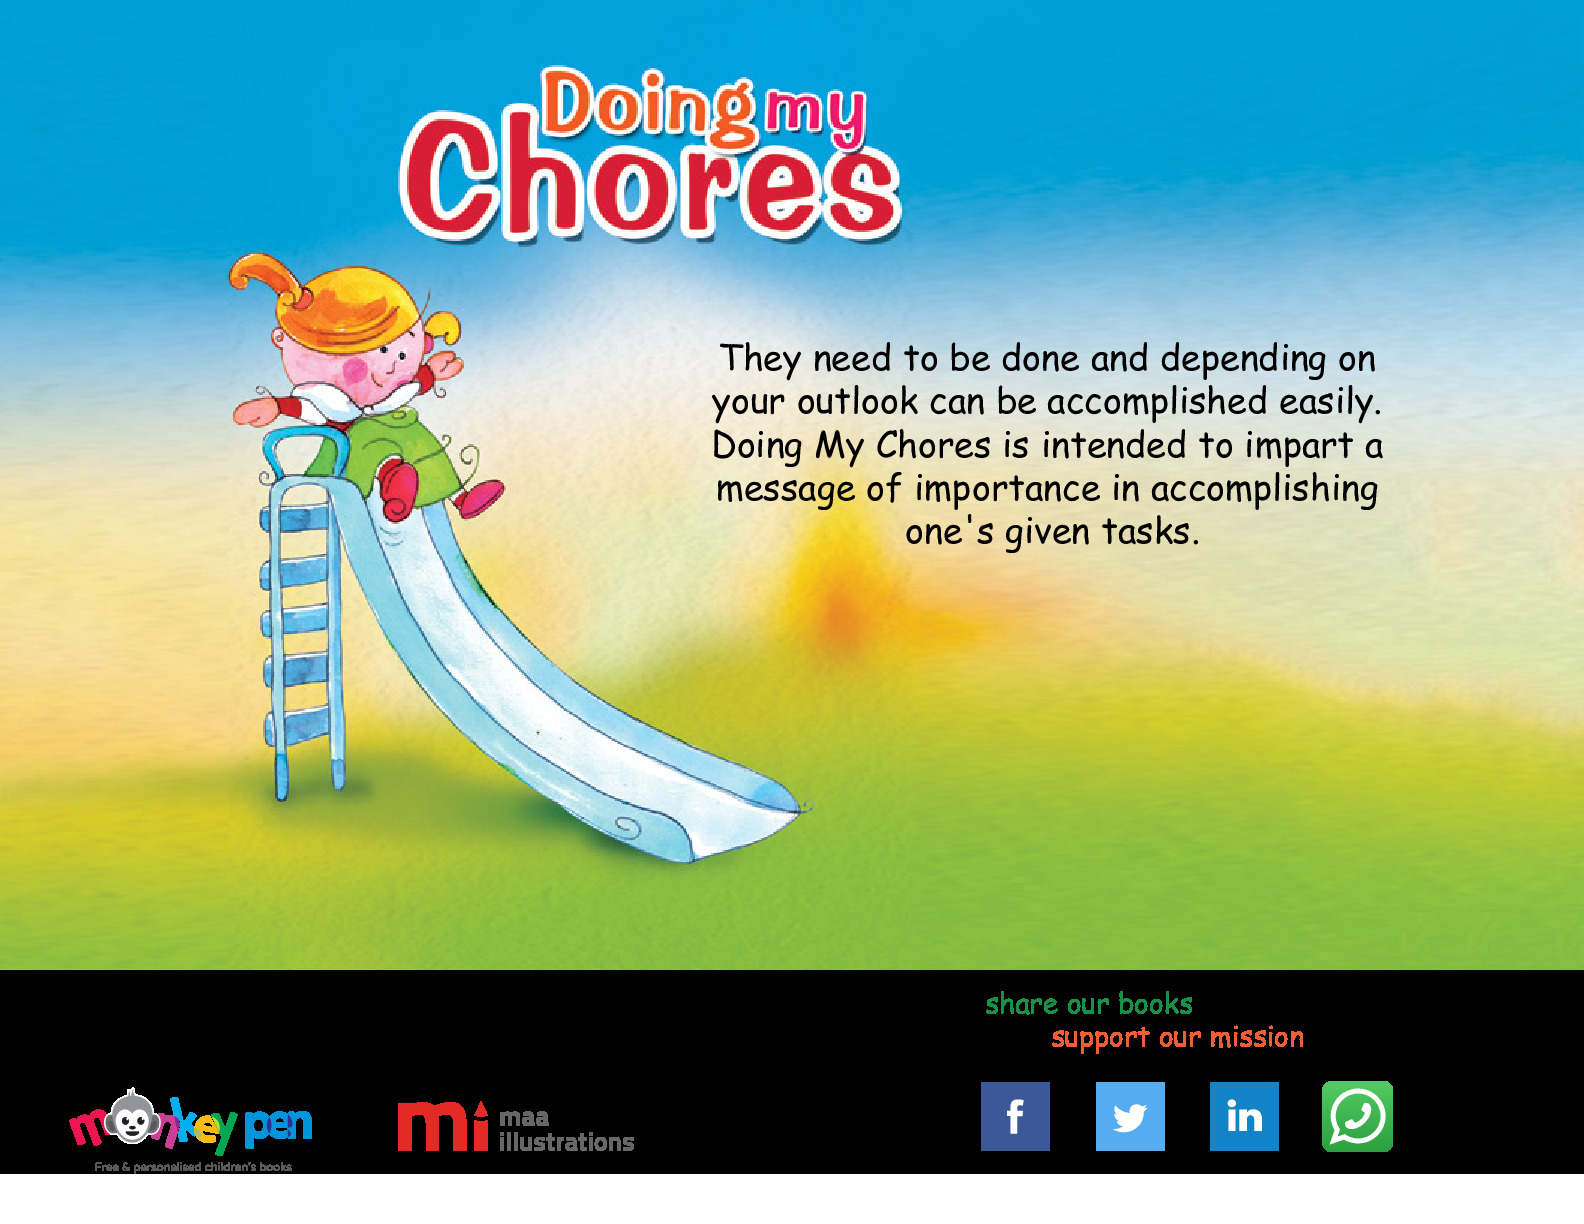 Doing my
Chores
They need to be done and depending on
your outlook can be accomplished easily.
Doing My Chores is intended to impart a
message of importance in accomplishing
one's given tasks.
share our books
support our mission
monkey pen
Free & personalised children's books
mi maa
illustrations
f
in